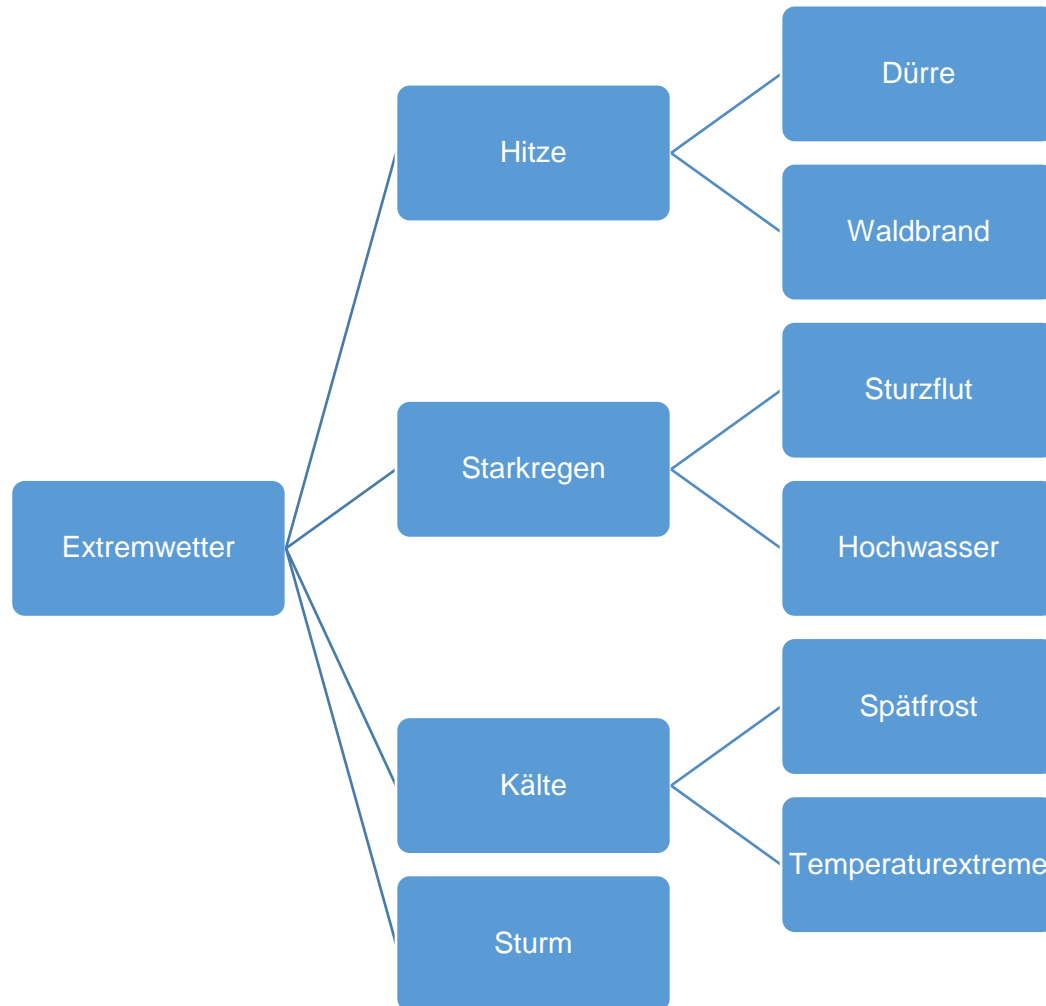 Extremwetter
Hitze
Dürre
Waldbrand
Starkregen
Sturzflut
Hochwasser
Kälte
Spätfrost
Temperaturextreme
Sturm